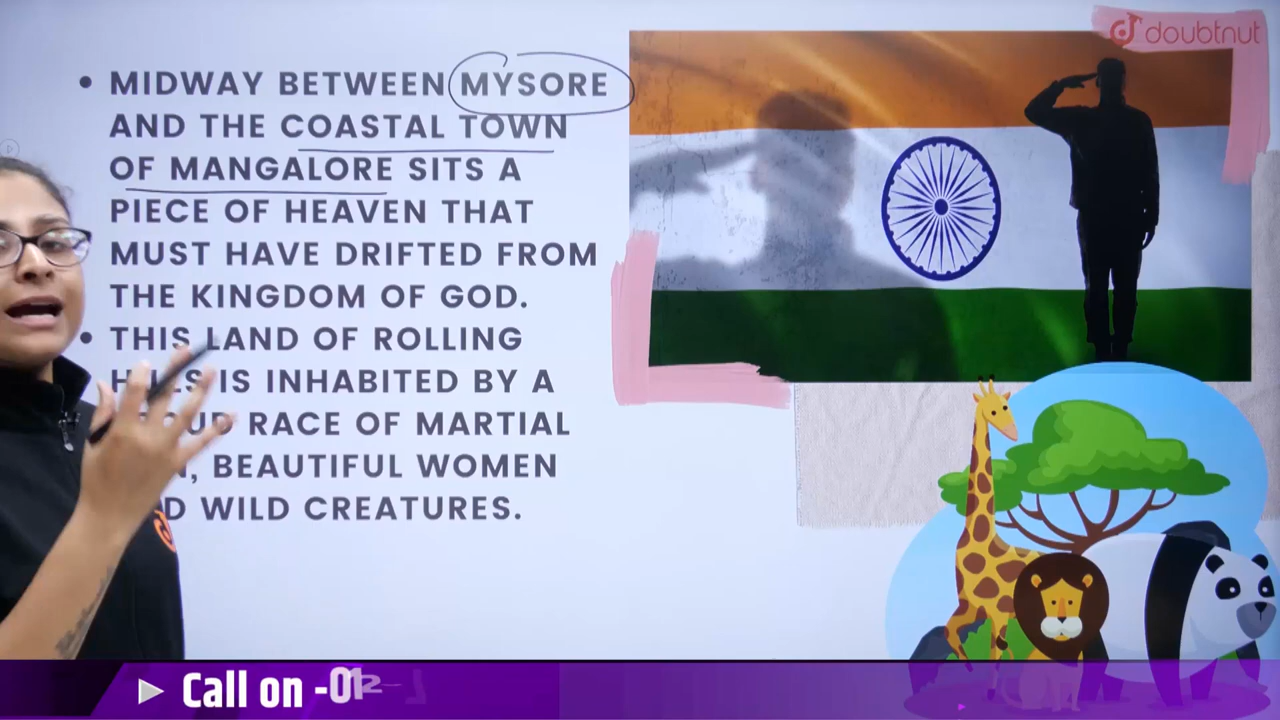 doubtnut
MIDWAY BETWEEN MYSORE
AND THE COASTAL TOWN
OF MANGALORE SITS A
PIECE OF HEAVEN THAT
MUST HAVE DRIFTED FROM
THE KINGDOM OF GOD.
THIS LAND OF ROLLING
IS INHABITED BY A
RACE OF MARTIAL
BEAUTIFUL WOMEN
WILD CREATURES.
Call on -01